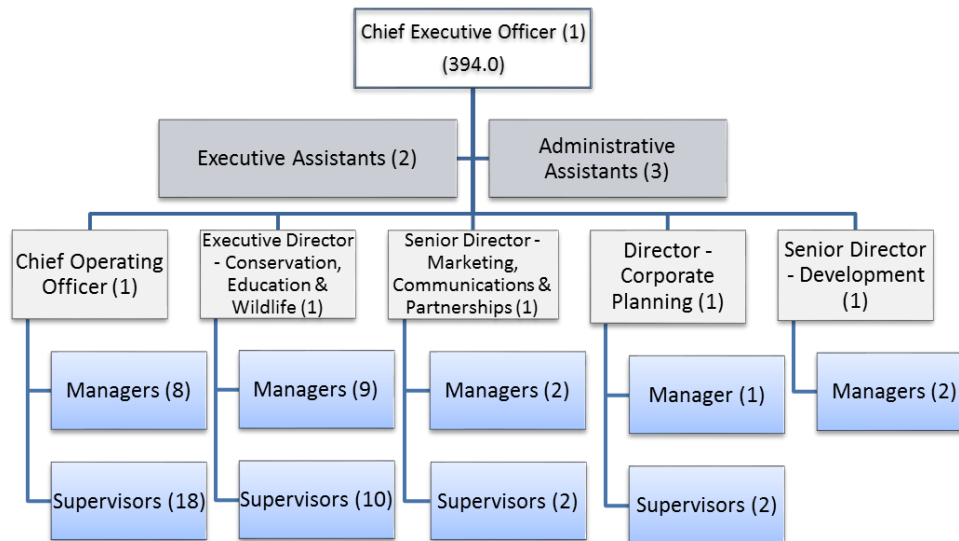 Chief Executive Officer (1)
(394.0)
Executive Assistants (2)
Administrative
Assistants (3)
Chief Operating
Officer (1)
Executive Director
- Conservation,
Education &
Wildlife (1)
Senior Director -
Marketing,
Communications &
Partnerships (1)
Director -
Corporate
Planning (1)
Senior Director
- Development
(1)
Managers (8)
Managers (9)
Managers (2)
Manager (1)
Managers (2)
Supervisors (18)
Supervisors (10)
Supervisors (2)
Supervisors (2)